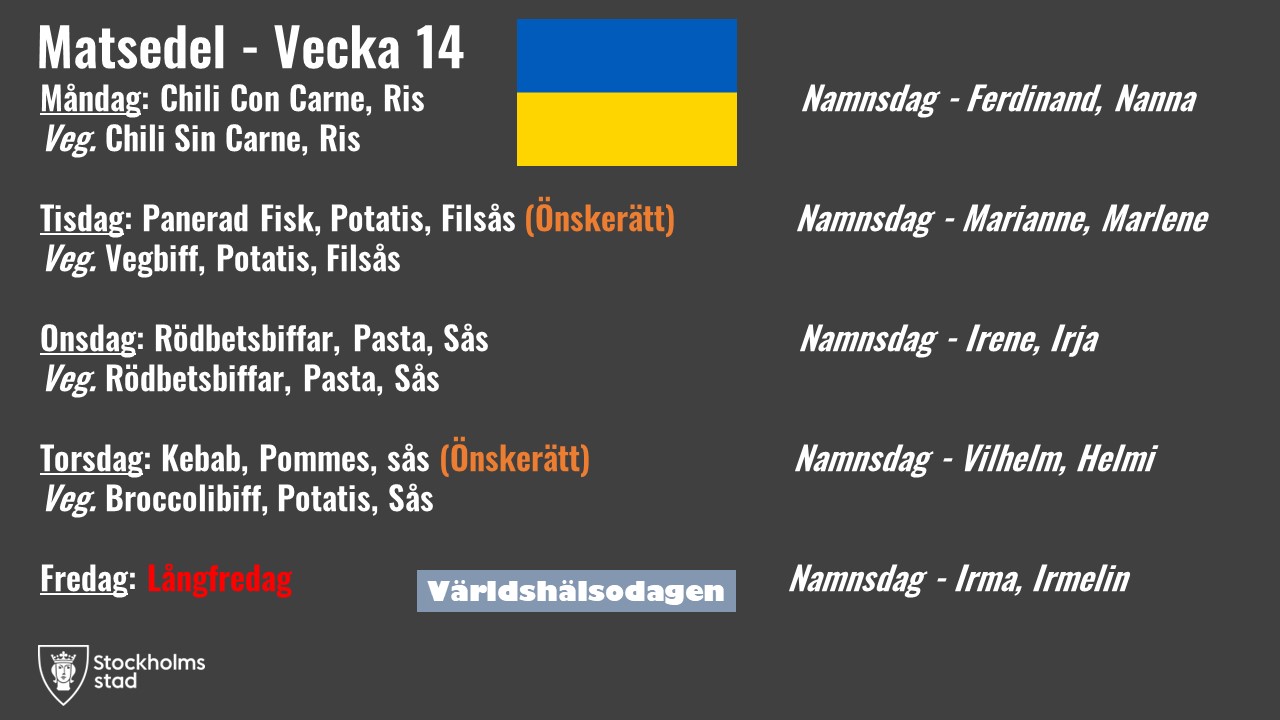 Matsedel - Vecka 14
Måndag: Chili Con Carne, Ris
Namnsdag - Ferdinand, Nanna
Veg. Chili Sin Carne, Ris
Tisdag: Panerad Fisk, Potatis, Filsås (Önskerätt)
Namnsdag - Marianne, Marlene
Veg. Vegbiff, Potatis, Filsås
Onsdag: Rödbetsbiffar, Pasta, Sås
Namnsdag - Irene, Irja
Veg. Rödbetsbiffar, Pasta, Sås
Torsdag: Kebab, Pommes, sås (Önskerätt)
Namnsdag - Vilhelm, Helmi
Veg. Broccolibiff, Potatis, Sås
Fredag: Långfredag
Världshälsodagen
Namnsdag - Irma, Irmelin
Stockholms
stad